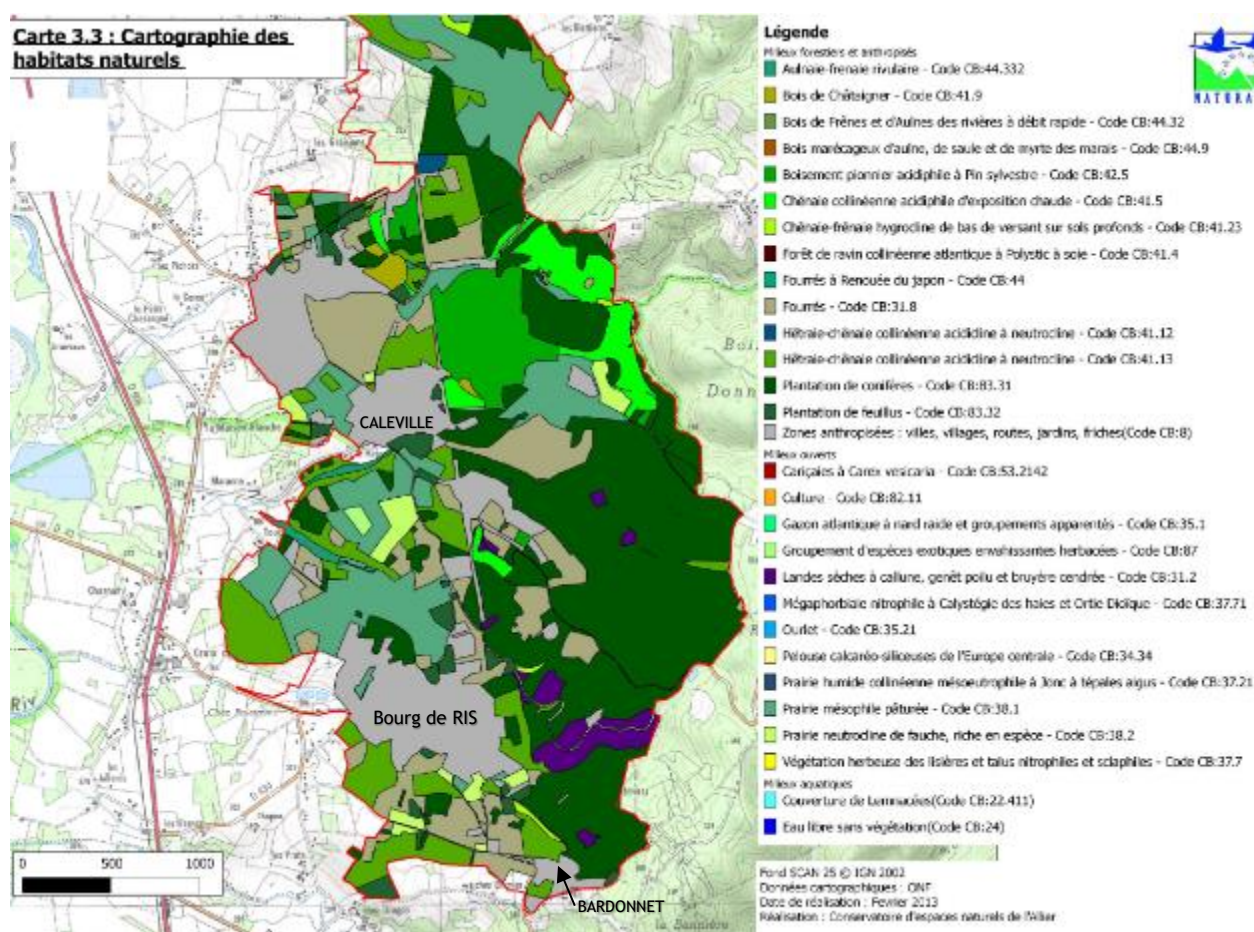 Carte 3.3 : Cartographie des
habitats naturels
CALEVILLE
Bourg de RIS
BARDONNET
0 500 1000
Légende
Milieux forestiers et anthropisés
Aulnaie-frenaie rivulaire - Code CB:44.332
Bois de Châtaigner - Code CB:41.9
Bois de Frênes et d'Aulnes des rivières à débit rapide - Code CB:44.32
Bois marécageux d'aulne, de saule et de myrte des marais - Code CB:44.9
Boisement pionnier acidiphile à Pin sylvestre - Code CB:42.5
Chênaie collinéenne acidiphile d'exposition chaude - Code CB:41.5
Chênaie-frênaie hygrocline de bas de versant sur sols profonds - Code CB:41.23
Forêt de ravin collinéenne atlantique à Polystic à soie - Code CB:41.4
Fourrés à Renouée du japon - Code CB:44
Fourrés - Code CB:31.8
Hêtraie-chênaie collinéenne acidicline à neutrocline - Code CB:41.12
Hêtraie-chênaie collinéenne acidicline à neutrocline - Code CB:41.13
Plantation de conifères - Code CB:83.31
Plantation de feuillus - Code CB:83.32
Zones anthropisées : villes, villages, routes, jardins, friches(Code CB:8)
Milieux ouverts
Cariçaies à Carex vesicaria - Code CB:53.2142
Culture - Code CB:82.11
Gazon atlantique à nard raide et groupements apparentés - Code CB:35.1
Groupement d'espèces exotiques envahissantes herbacées - Code CB:87
Landes sèches à callune, genêt poilu et bruyère cendrée - Code CB:31.2
Mégaphorbiaie nitrophile à Calystégie des haies et Ortie Dioïque - Code CB:37.71
Ourlet - Code CB:35.21
Pelouse calcaréo-siliceuses de l'Europe centrale - Code CB:34.34
Prairie humide collinéenne mésoeutrophile à Jonc à tépales aigus - Code CB:37.21
Prairie mésophile pâturée - Code CB:38.1
Prairie neutrocline de fauche, riche en espèce - Code CB:38.2
Végétation herbeuse des lisières et talus nitrophiles et sciaphiles - Code CB:37.7
Milieux aquatiques
Couverture de Lemnacées(Code CB:22.411)
Eau libre sans végétation(Code CB:24)
Fond SCAN 25 © IGN 2002
Données cartographiques : ONF
Date de réalisation : Fevrier 2013
Réalisation : Conservatoire d'espaces naturels de l'Allier
NATURA